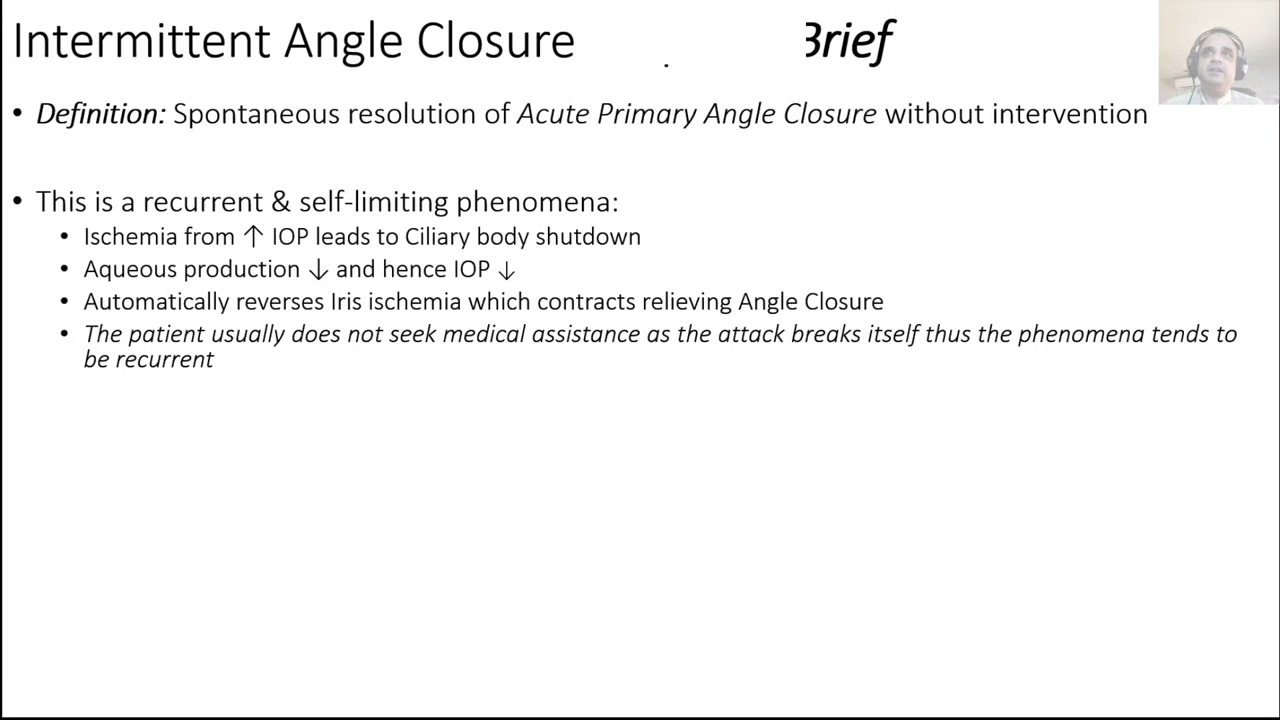 Intermittent Angle Closure
• Definition: Spontaneous resolution of Acute Primary Angle Closure without intervention
• This is a recurrent & self-limiting phenomena:
• Ischemia from ↑ IOP leads to Ciliary body shutdown
• Aqueous production ↓ and hence IOP ↓
• Automatically reverses Iris ischemia which contracts relieving Angle Closure
• The patient usually does not seek medical assistance as the attack breaks itself thus the phenomena tends to
be recurrent